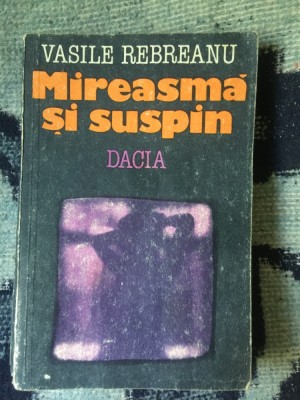 VASILE REBREANU
Mireasmă
și suspin
DACIA